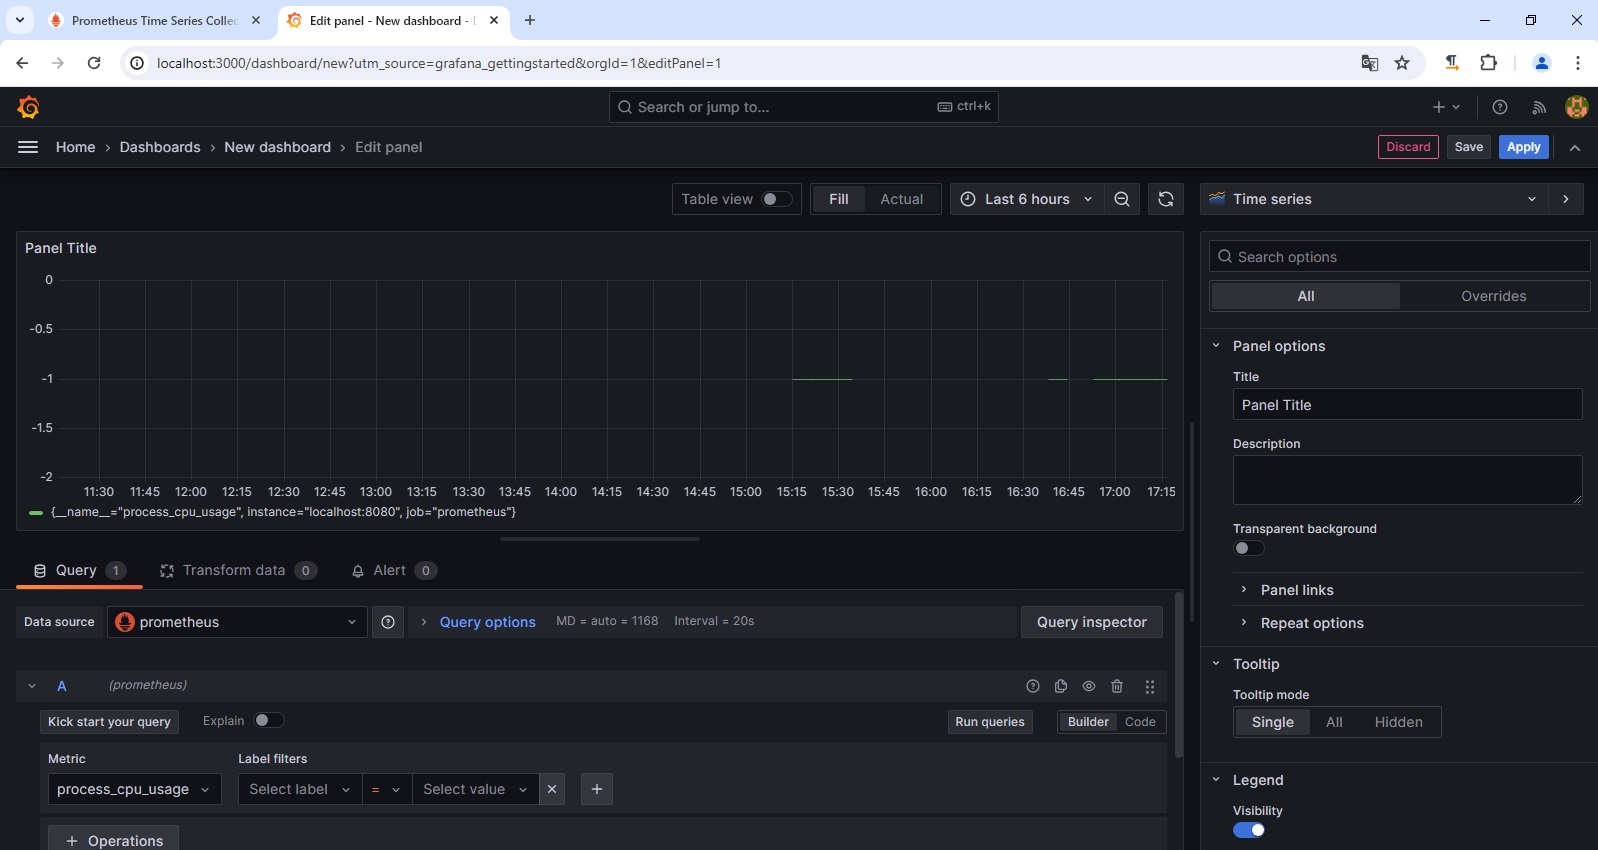 Prometheus Time Series Collec
Edit panel - New dashboard - D
localhost:3000/dashboard/new?utm_source=grafana_gettingstarted&orgId=1&editPanel=1
Search or jump to...
ctrl+k
Home › Dashboards › New dashboard › Edit panel
Discard
Save
Apply
Table view
Fill
Actual
Last 6 hours
Time series
Panel Title
0
-0.5
-1
-1.5
-2
11:30 11:45 12:00 12:15 12:30 12:45 13:00 13:15 13:30 13:45 14:00 14:15 14:30 14:45 15:00 15:15 15:30 15:45 16:00 16:15 16:30 16:45 17:00 17:15
{__name__="process_cpu_usage", instance="localhost:8080", job="prometheus"}
Query 1
Transform data 0
Alert 0
Data source
prometheus
Query options
MD = auto = 1168
Interval = 20s
Query inspector
A
(prometheus)
Kick start your query
Explain
Run queries
Builder
Code
Metric
Label filters
process_cpu_usage
Select label
=
Select value
+ Operations
Search options
All
Overrides
Panel options
Title
Panel Title
Description
Transparent background
Panel links
Repeat options
Tooltip
Tooltip mode
Single
All
Hidden
Legend
Visibility